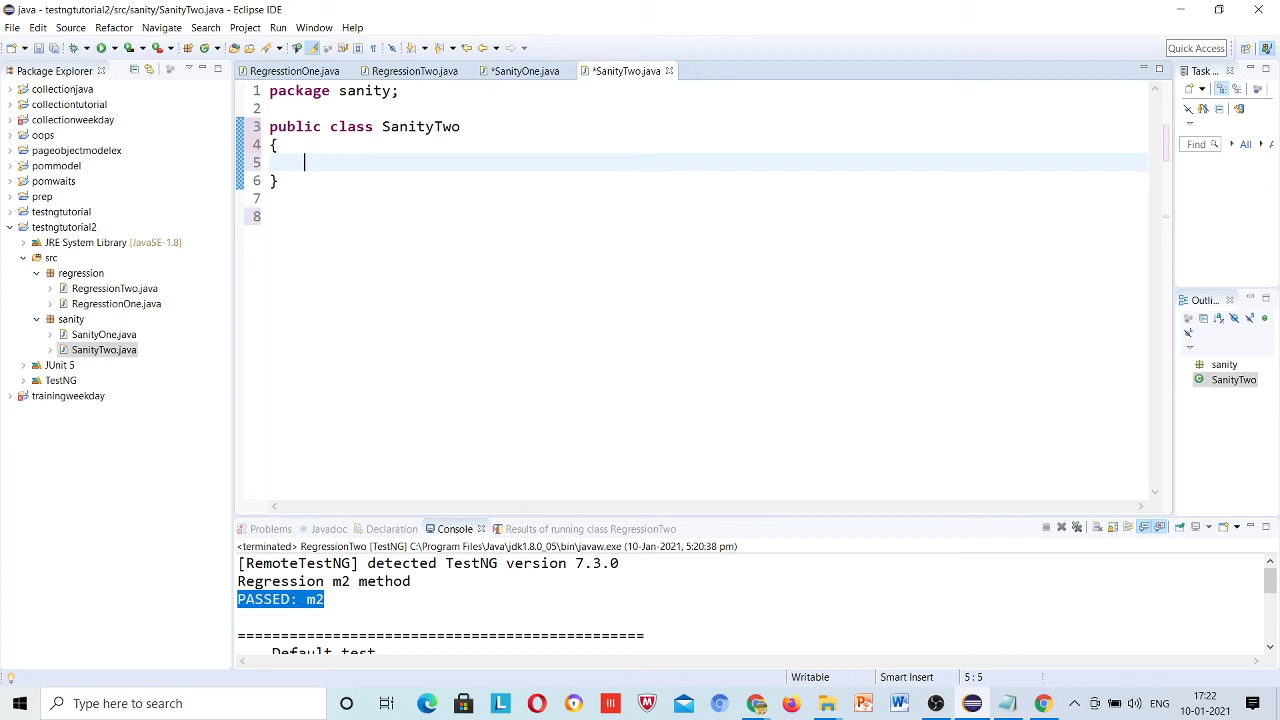 java - testngtutorial2/src/sanity/SanityTwo.java - Eclipse IDE
File Edit Source Refactor Navigate Search Project Run Window Help
Quick Access
Package Explorer
RegresstionOne.java
RegressionTwo.java
*SanityOne.java
*SanityTwo.java
collectionjava
collectiontutorial
collectionweekday
oops
pageobjectmodelex
pommodel
pomwaits
prep
testngtutorial
testngtutorial2
JRE System Library [JavaSE-1.8]
src
regression
RegressionTwo.java
RegresstionOne.java
sanity
SanityOne.java
SanityTwo.java
JUnit 5
TestNG
trainingweekday
1 package sanity;
2
3 public class SanityTwo
4 {
5
6 }
7
8
Task ...
Find All A
Outli...
sanity
SanityTwo
Problems Javadoc Declaration Console Results of running class RegressionTwo
<terminated> RegressionTwo [TestNG] C:\Program Files\Java\jdk1.8.0_05\bin\javaw.exe (10-Jan-2021, 5:20:38 pm)
[RemoteTestNG] detected TestNG version 7.3.0
Regression m2 method
PASSED: m2
===============================================
Default test
Writable Smart Insert 5 : 5
Type here to search
ENG
17:22
10-01-2021